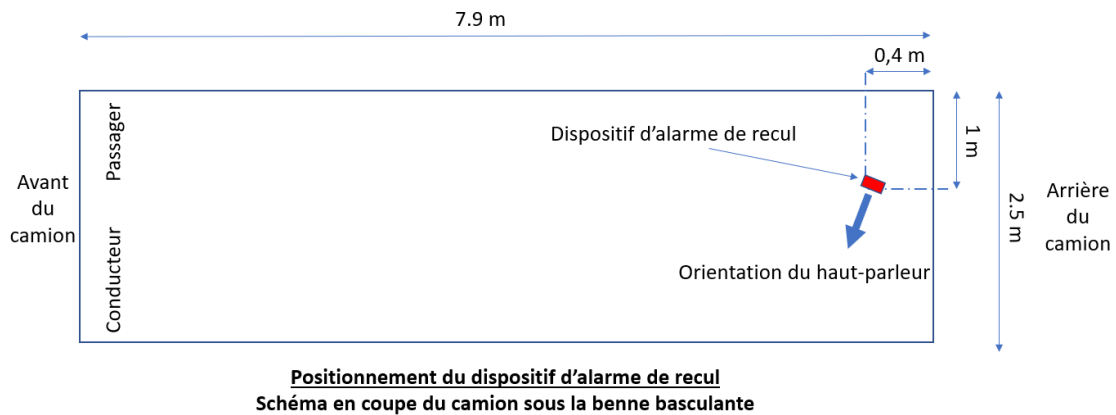 7.9 m
0,4 m
Passager
Dispositif d'alarme de recul
1 m
Avant
du
camion
2.5 m
Arrière
du
camion
Conducteur
Orientation du haut-parleur
Positionnement du dispositif d'alarme de recul
Schéma en coupe du camion sous la benne basculante